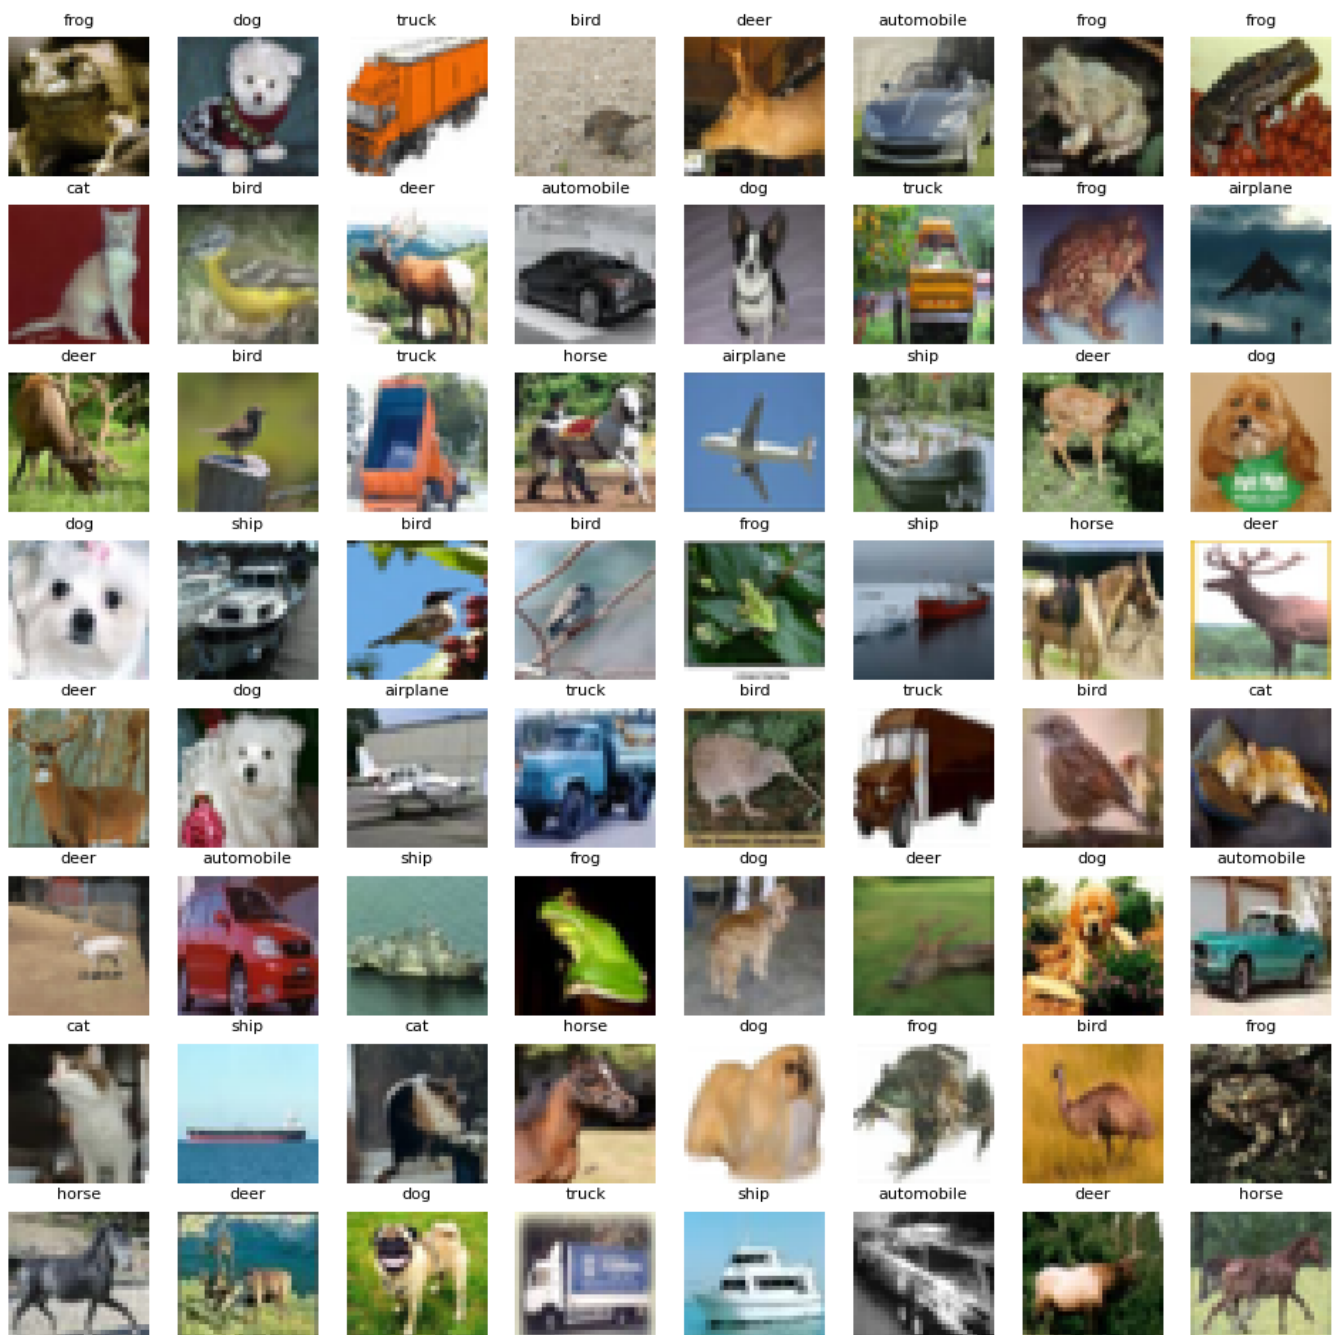 frog dog truck bird deer automobile frog frog
cat bird deer automobile dog truck frog airplane
deer bird truck horse airplane ship deer dog
dog ship bird bird frog ship horse deer
deer dog airplane truck bird truck bird cat
deer automobile ship frog dog deer dog automobile
cat ship cat horse dog frog bird frog
horse deer dog truck ship automobile deer horse